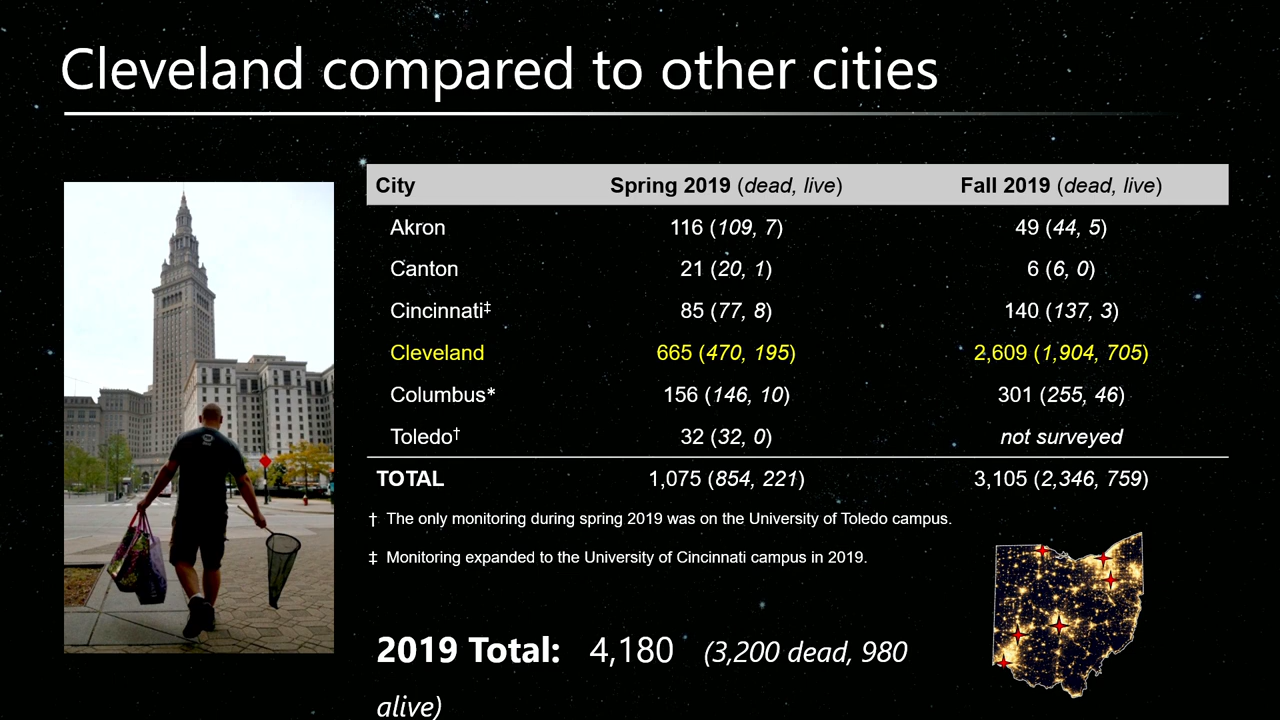 Cleveland compared to other cities
City Spring 2019 (dead, live) Fall 2019 (dead, live)
Akron 116 (109, 7) 49 (44, 5)
Canton 21 (20, 1) 6 (6, 0)
Cincinnati‡ 85 (77, 8) 140 (137, 3)
Cleveland 665 (470, 195) 2,609 (1,904, 705)
Columbus* 156 (146, 10) 301 (255, 46)
Toledo† 32 (32, 0) not surveyed
TOTAL 1,075 (854, 221) 3,105 (2,346, 759)
† The only monitoring during spring 2019 was on the University of Toledo campus.
‡ Monitoring expanded to the University of Cincinnati campus in 2019.
2019 Total: 4,180 (3,200 dead, 980
alive)